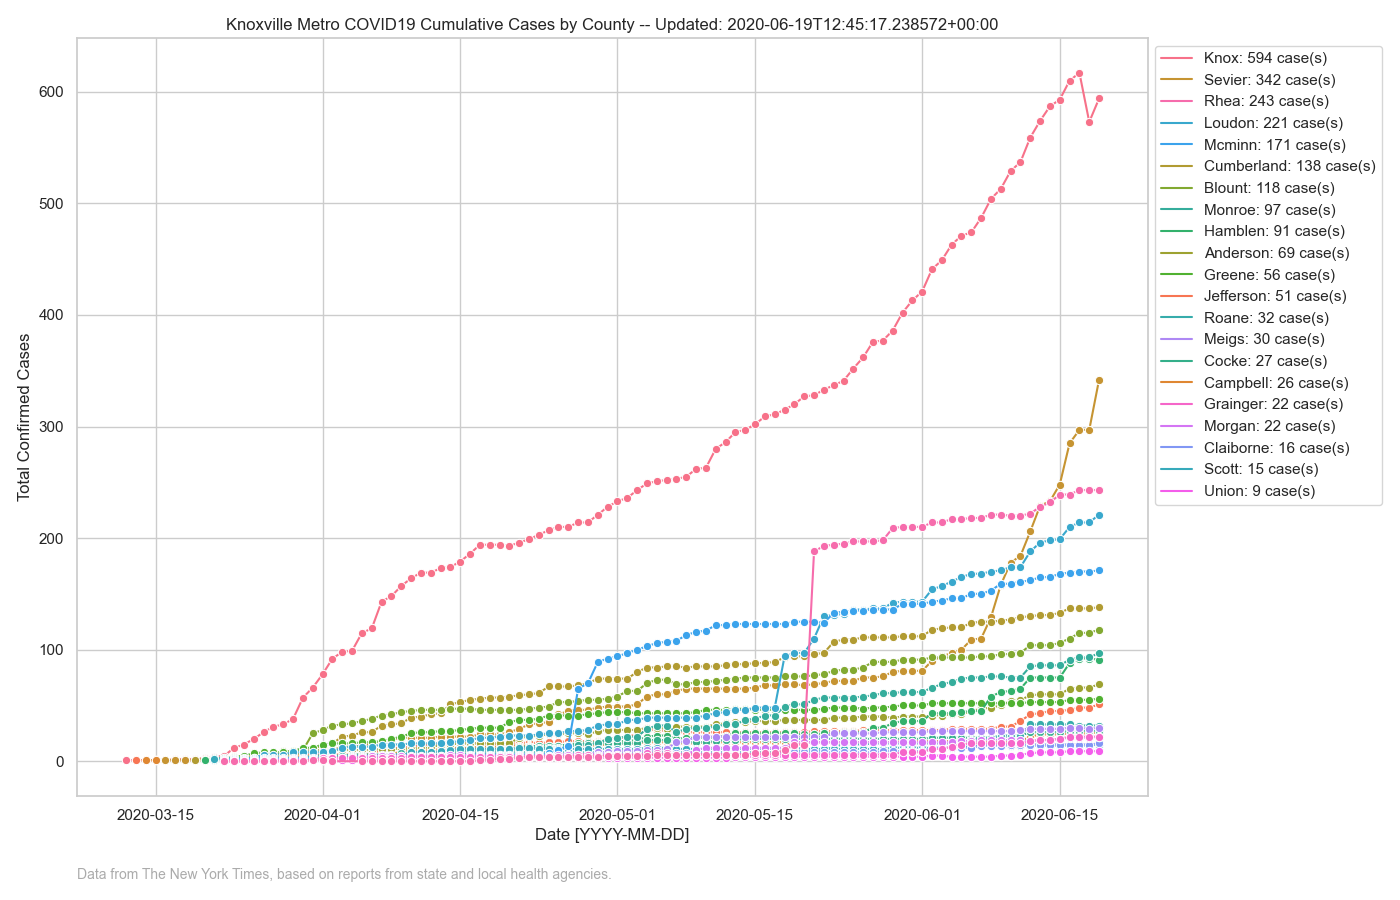 Knoxville Metro COVID19 Cumulative Cases by County -- Updated: 2020-06-19T12:45:17.238572+00:00
Total Confirmed Cases
600
500
400
300
200
100
0
2020-03-15
2020-04-01
2020-04-15
2020-05-01
2020-05-15
2020-06-01
2020-06-15
Date [YYYY-MM-DD]
Knox: 594 case(s)
Sevier: 342 case(s)
Rhea: 243 case(s)
Loudon: 221 case(s)
Mcminn: 171 case(s)
Cumberland: 138 case(s)
Blount: 118 case(s)
Monroe: 97 case(s)
Hamblen: 91 case(s)
Anderson: 69 case(s)
Greene: 56 case(s)
Jefferson: 51 case(s)
Roane: 32 case(s)
Meigs: 30 case(s)
Cocke: 27 case(s)
Campbell: 26 case(s)
Grainger: 22 case(s)
Morgan: 22 case(s)
Claiborne: 16 case(s)
Scott: 15 case(s)
Union: 9 case(s)
Data from The New York Times, based on reports from state and local health agencies.